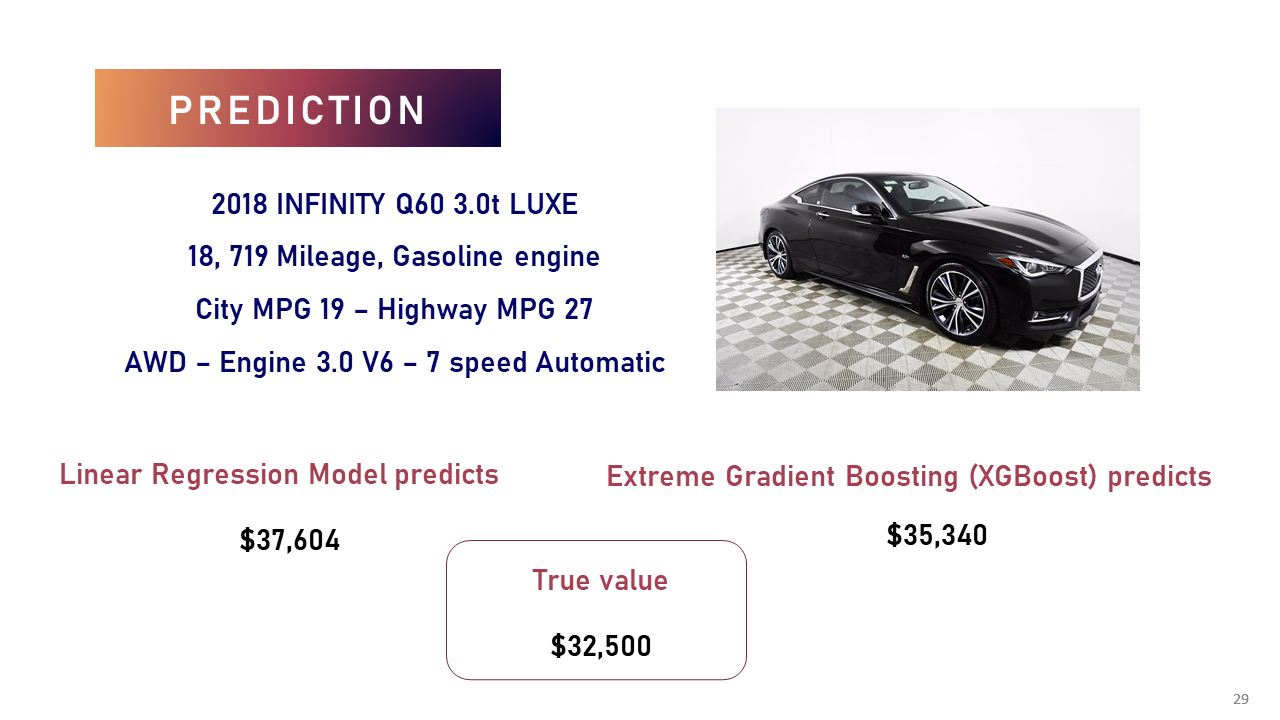 PREDICTION
2018 INFINITY Q60 3.0t LUXE
18, 719 Mileage, Gasoline engine
City MPG 19 – Highway MPG 27
AWD – Engine 3.0 V6 – 7 speed Automatic
Linear Regression Model predicts
$37,604
Extreme Gradient Boosting (XGBoost) predicts
$35,340
True value
$32,500
29